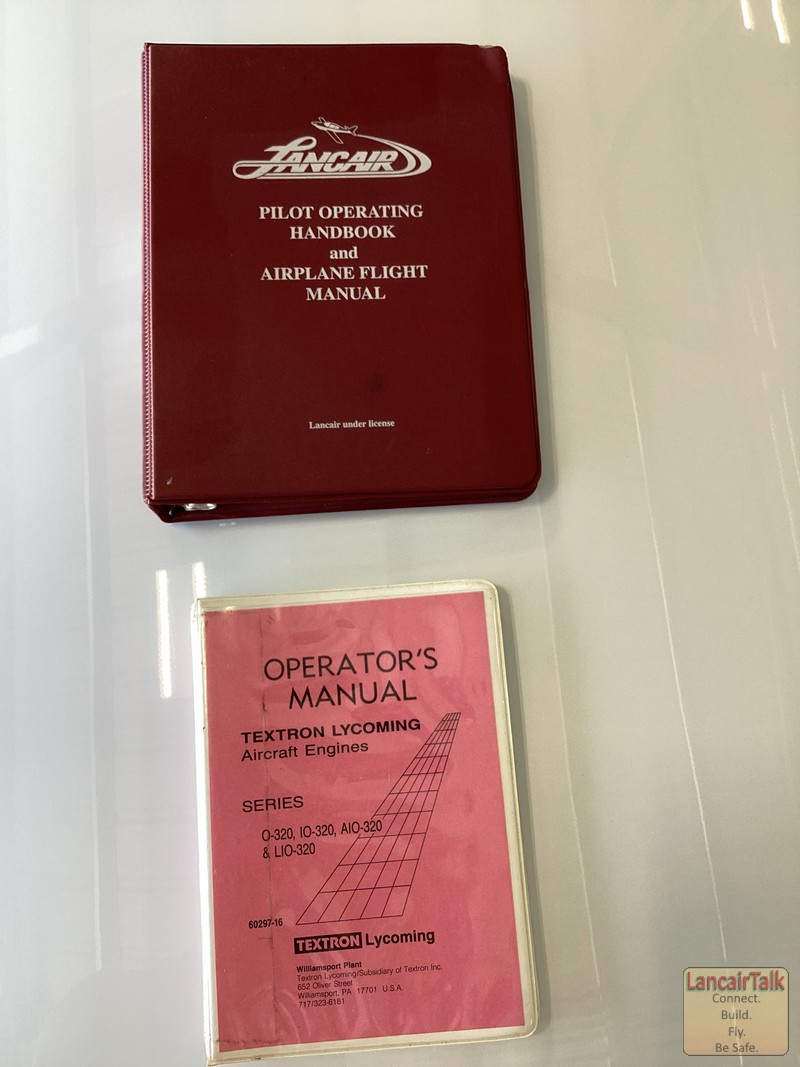 LANCAIR
PILOT OPERATING
HANDBOOK
and
AIRPLANE FLIGHT
MANUAL
Lancair under license
OPERATOR'S
MANUAL
TEXTRON LYCOMING
Aircraft Engines
SERIES
O-320, IO-320, AIO-320
& LIO-320
60297-16
TEXTRON Lycoming
Williamsport Plant
Textron Lycoming/Subsidiary of Textron Inc.
652 Oliver Street
Williamsport, PA 17701 U.S.A.
717/323-6181
LancairTalk
Connect.
Build.
Fly.
Be Safe.